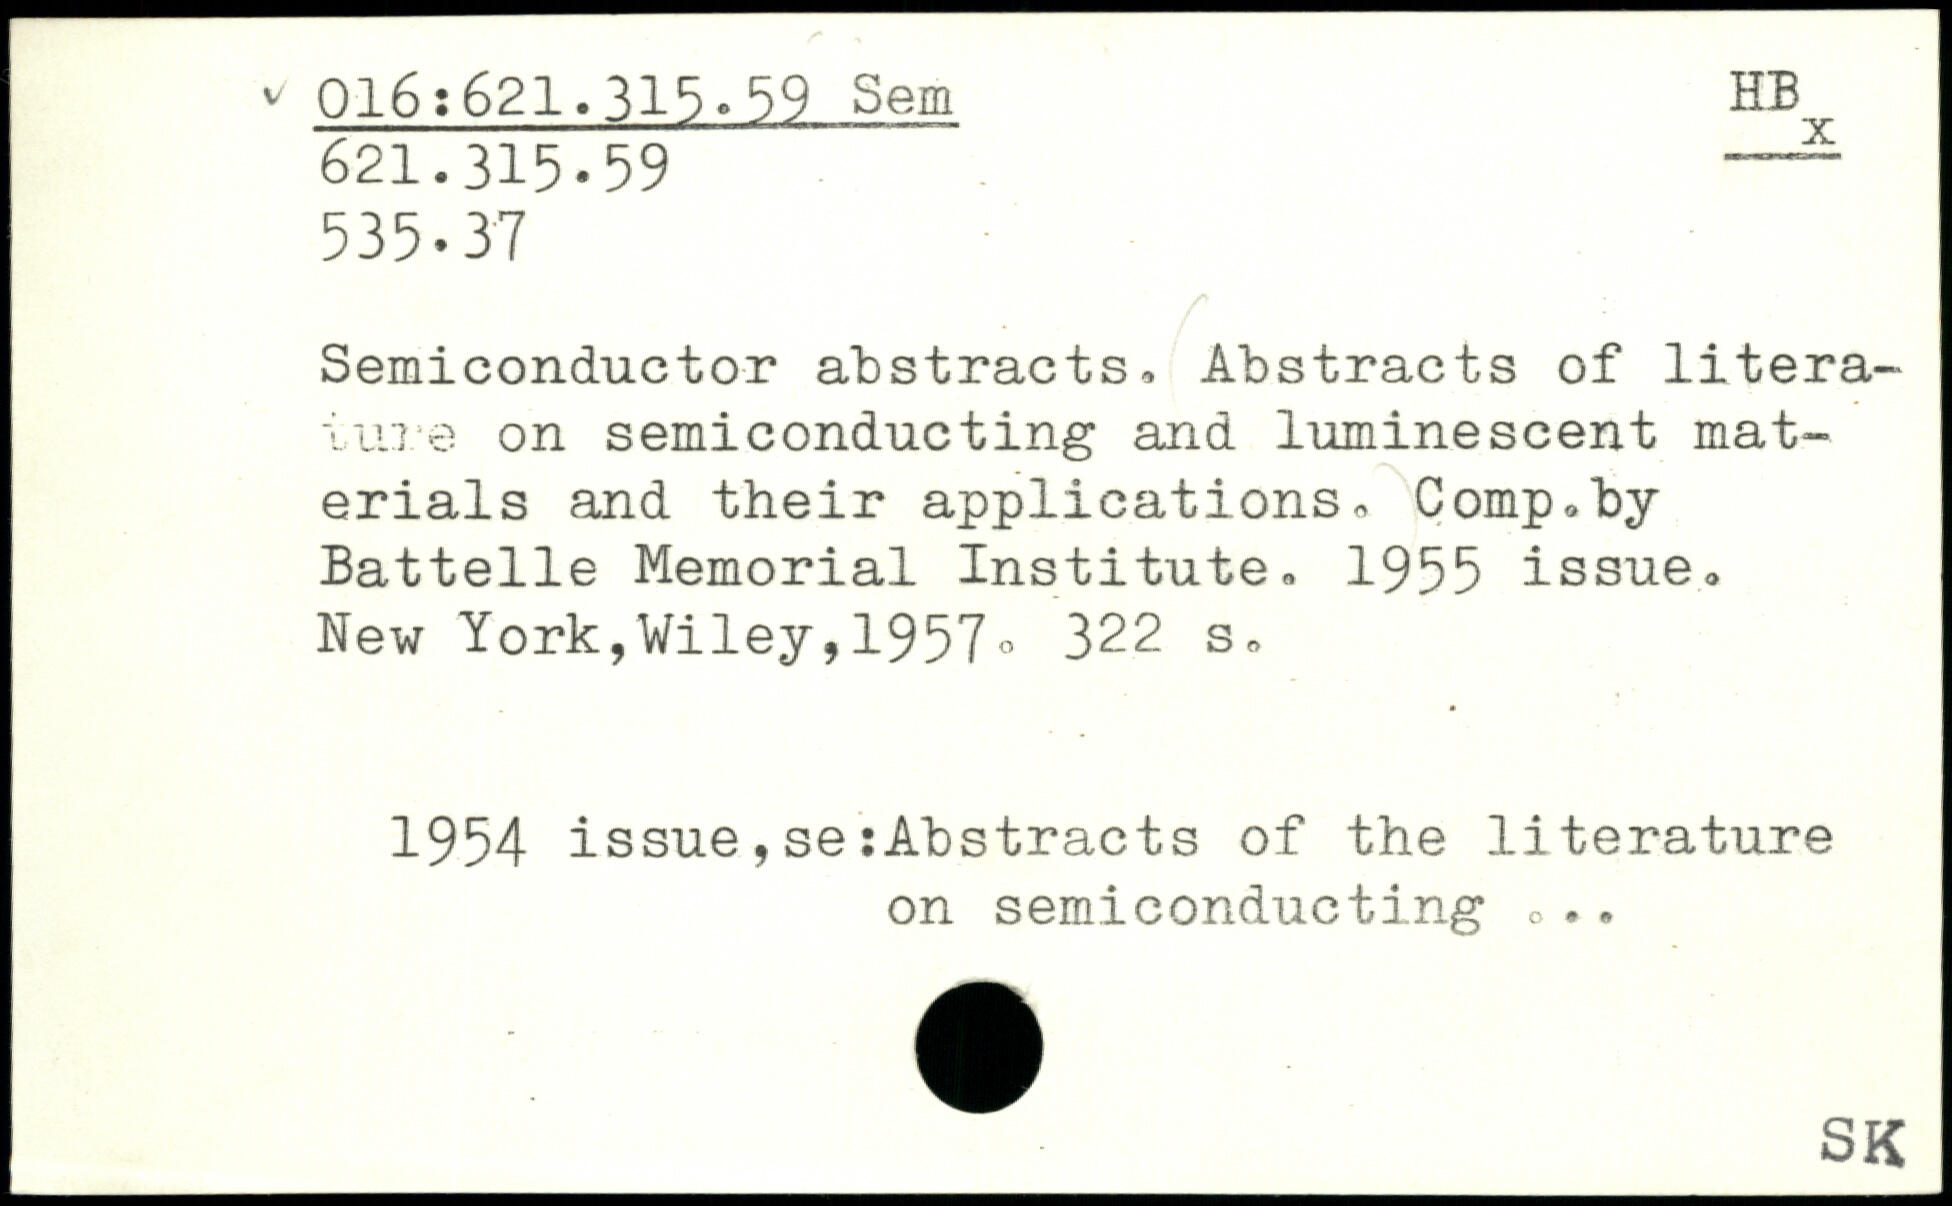 ✓ 016:621.315.59 Sem HB
x
621.315.59
535.37
Semiconductor abstracts. (Abstracts of litera-
ture on semiconducting and luminescent mat-
erials and their applications.) Comp.by
Battelle Memorial Institute. 1955 issue.
New York,Wiley,1957. 322 s.
1954 issue,se:Abstracts of the literature
on semiconducting ...
SK